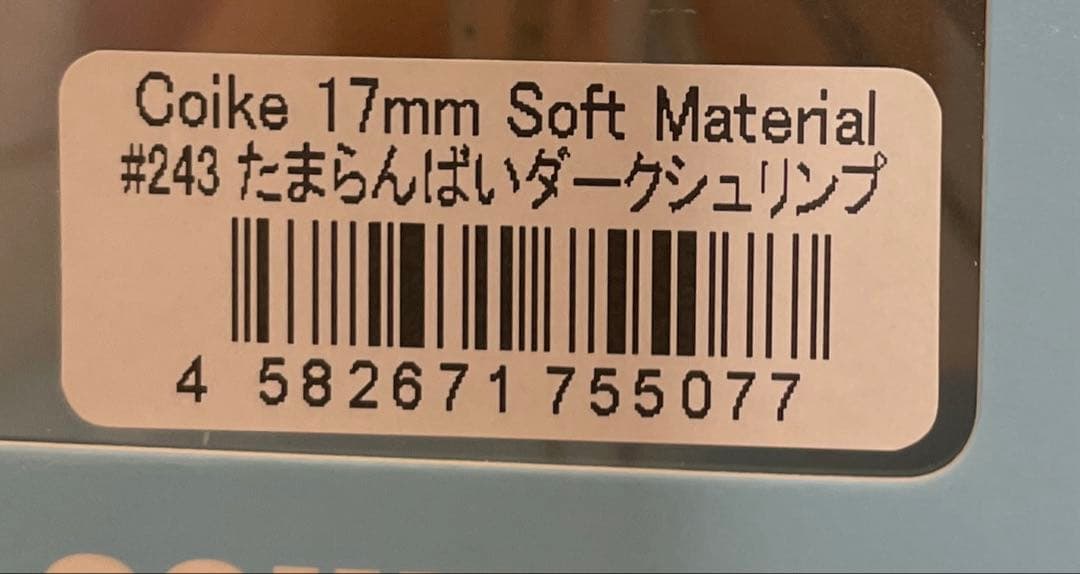 Coike 17mm Soft Material
#243 たまらんばいダークシュリンプ
4 582671 755077